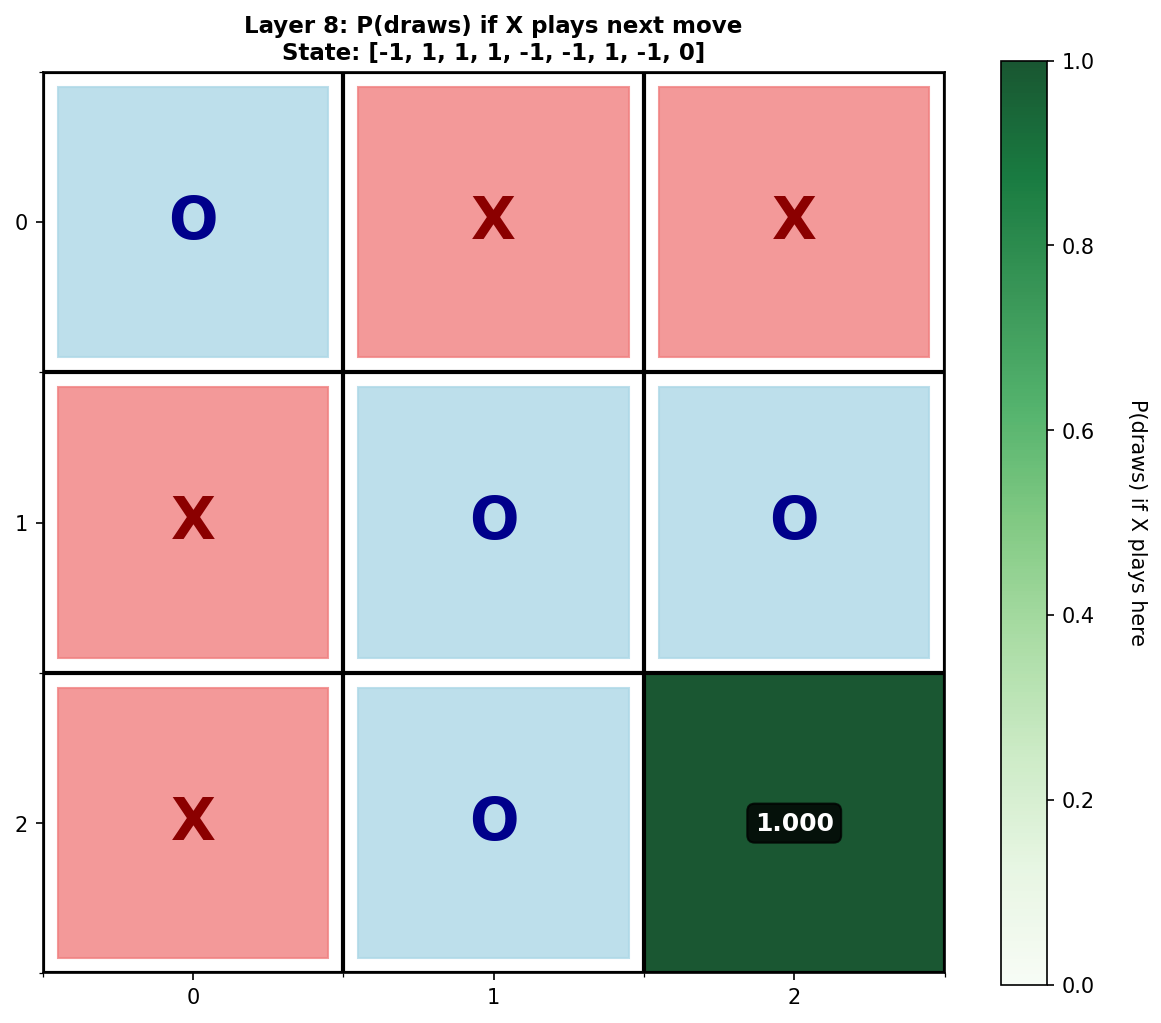 Layer 8: P(draws) if X plays next move
State: [-1, 1, 1, 1, -1, -1, 1, -1, 0]
0
O
X
X
1
X
O
O
2
X
O
1.000
0
1
2
1.0
0.8
0.6
0.4
0.2
0.0
P(draws) if X plays here